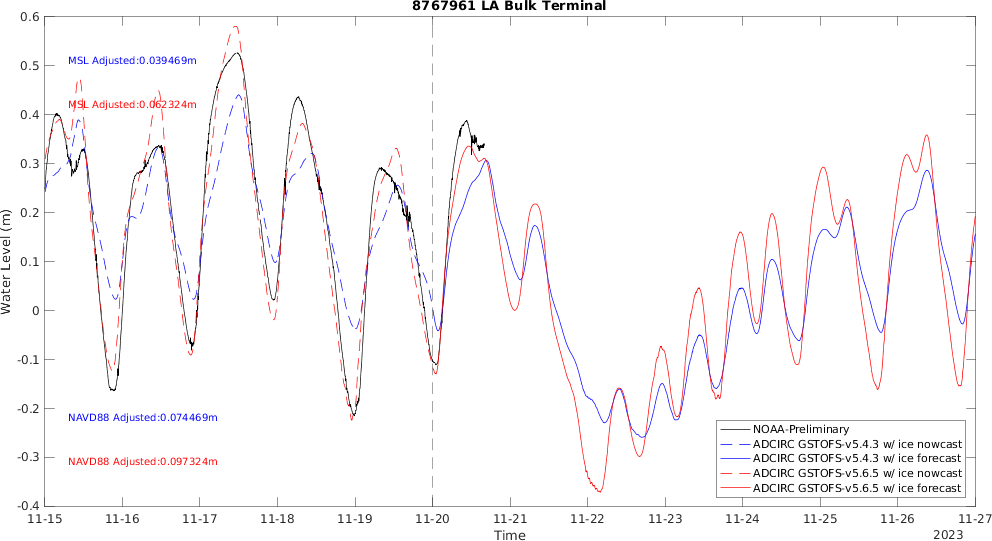 8767961 LA Bulk Terminal
0.6
0.5
0.4
0.3
0.2
0.1
0
-0.1
-0.2
-0.3
-0.4
Water Level (m)
MSL Adjusted:0.039469m
MSL Adjusted:0.062324m
NAVD88 Adjusted:0.074469m
NAVD88 Adjusted:0.097324m
NOAA-Preliminary
ADCIRC GSTOFS-v5.4.3 w/ ice nowcast
ADCIRC GSTOFS-v5.4.3 w/ ice forecast
ADCIRC GSTOFS-v5.6.5 w/ ice nowcast
ADCIRC GSTOFS-v5.6.5 w/ ice forecast
11-15 11-16 11-17 11-18 11-19 11-20 11-21 11-22 11-23 11-24 11-25 11-26 11-27
Time
2023